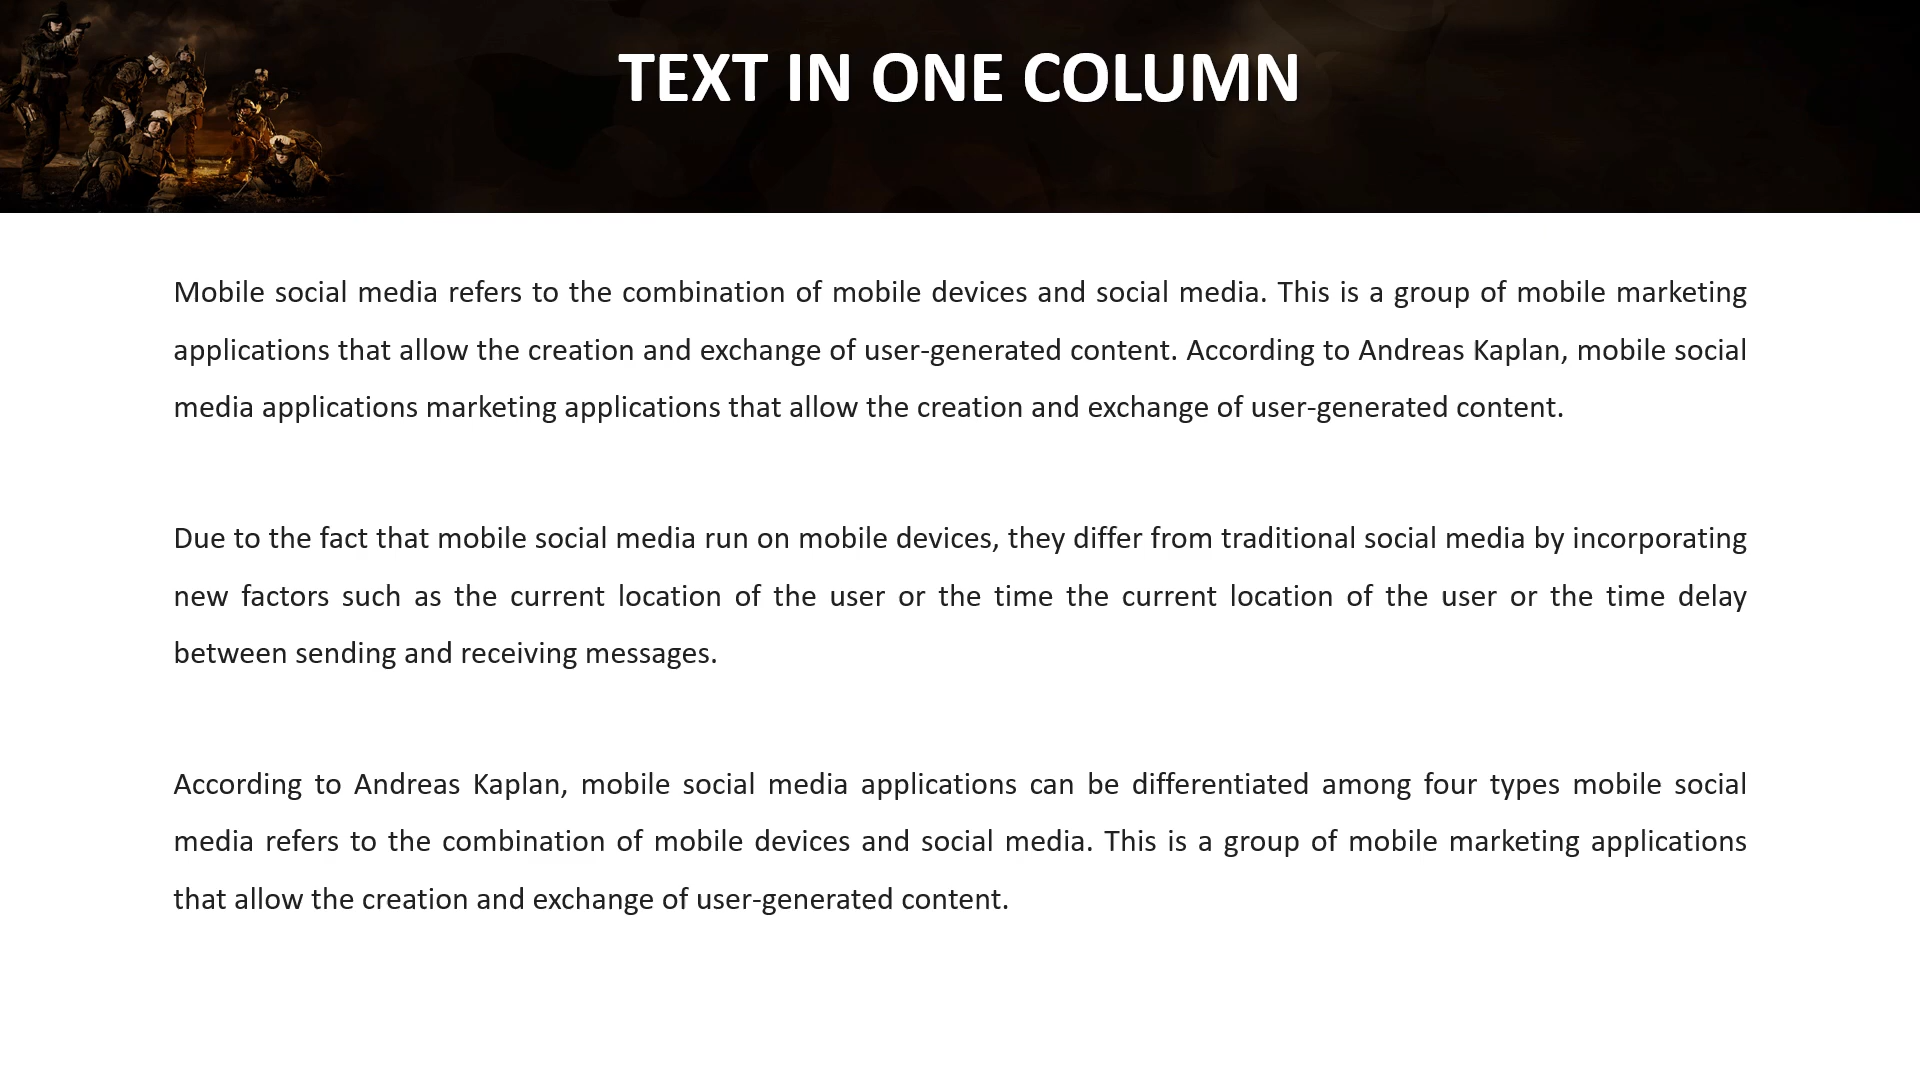 TEXT IN ONE COLUMN
Mobile social media refers to the combination of mobile devices and social media. This is a group of mobile marketing
applications that allow the creation and exchange of user-generated content. According to Andreas Kaplan, mobile social
media applications marketing applications that allow the creation and exchange of user-generated content.
Due to the fact that mobile social media run on mobile devices, they differ from traditional social media by incorporating
new factors such as the current location of the user or the time the current location of the user or the time delay
between sending and receiving messages.
According to Andreas Kaplan, mobile social media applications can be differentiated among four types mobile social
media refers to the combination of mobile devices and social media. This is a group of mobile marketing applications
that allow the creation and exchange of user-generated content.